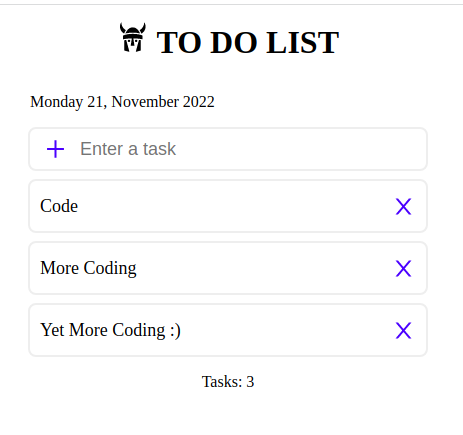 TO DO LIST
Monday 21, November 2022
Enter a task
Code
More Coding
Yet More Coding :)
Tasks: 3